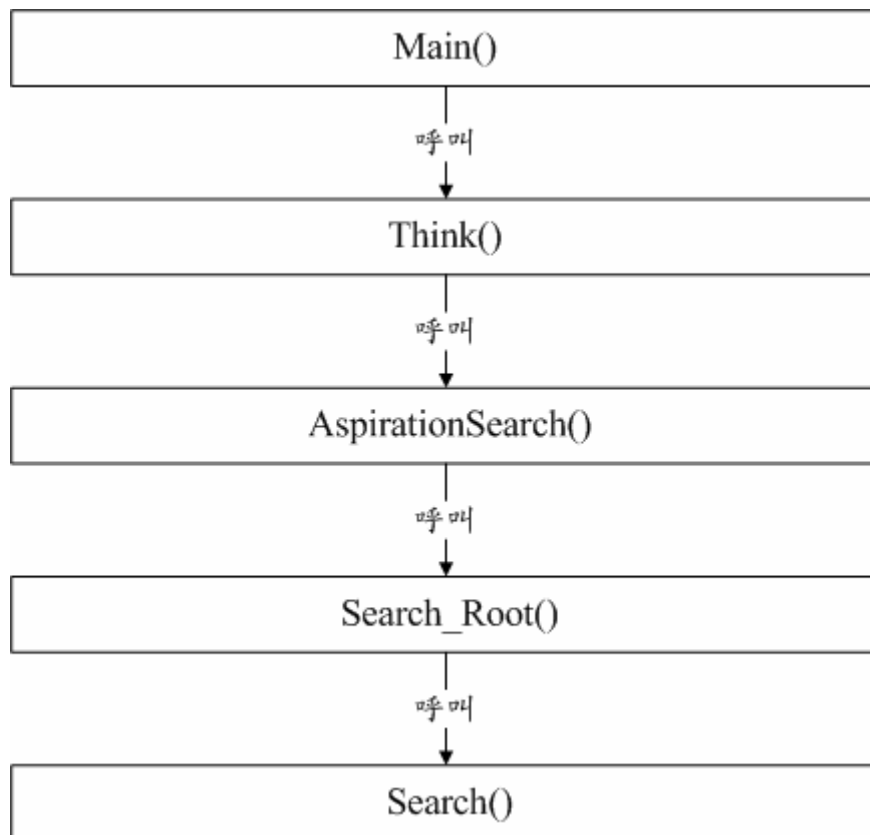 Main()
呼叫
Think()
呼叫
AspirationSearch()
呼叫
Search_Root()
呼叫
Search()